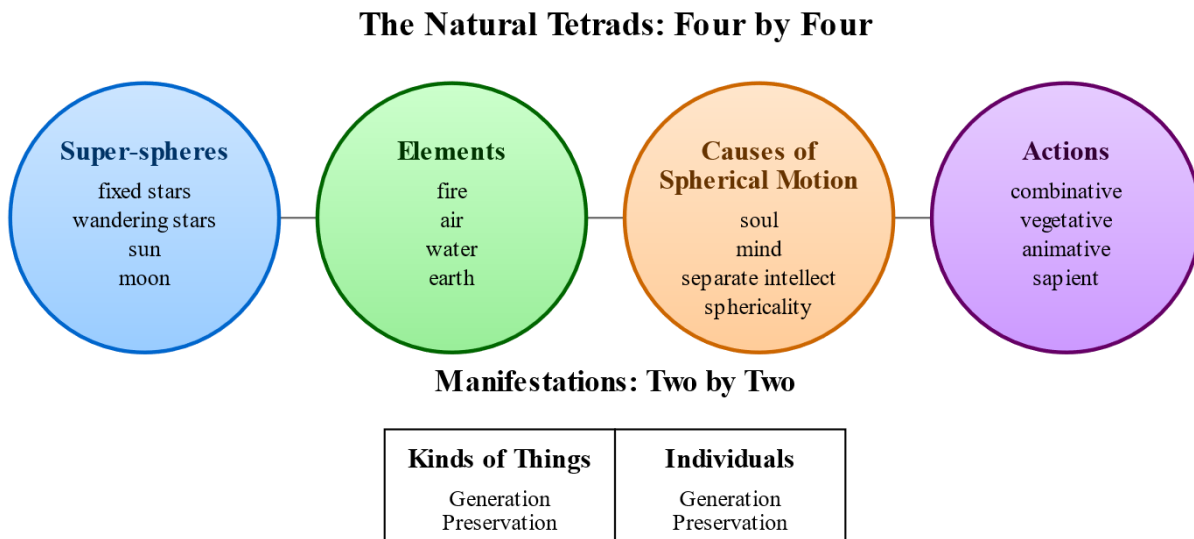 The Natural Tetrads: Four by Four
Super-spheres
fixed stars
wandering stars
sun
moon
Elements
fire
air
water
earth
Causes of
Spherical Motion
soul
mind
separate intellect
sphericality
Actions
combinative
vegetative
animative
sapient
Manifestations: Two by Two
Kinds of Things
Generation
Preservation
Individuals
Generation
Preservation